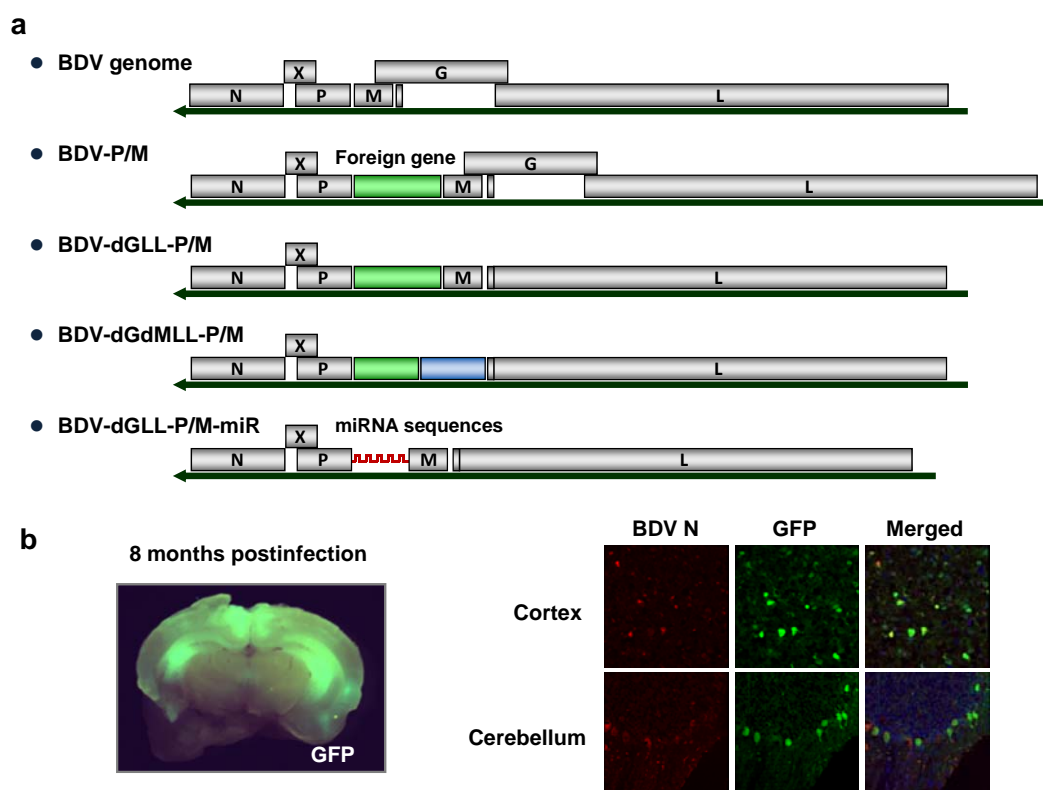 a
BDV genome
X
G
N
P
M
L
BDV-P/M
X
Foreign gene
G
N
P
M
L
BDV-dGLL-P/M
X
N
P
M
L
BDV-dGdMLL-P/M
X
N
P
L
BDV-dGLL-P/M-miR
X
miRNA sequences
N
P
M
L
b
8 months postinfection
GFP
BDV N
GFP
Merged
Cortex
Cerebellum